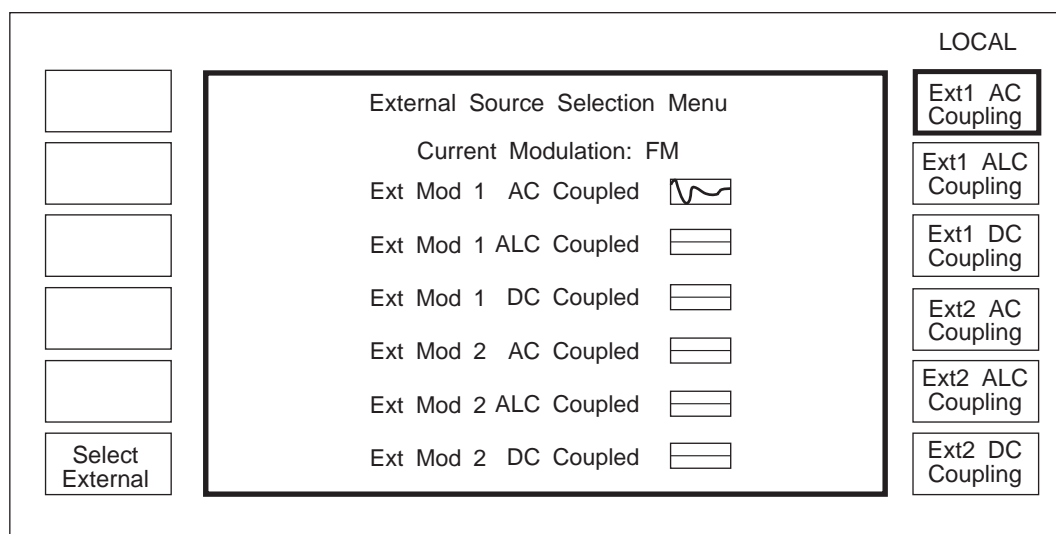 LOCAL
External Source Selection Menu
Current Modulation: FM
Ext Mod 1 AC Coupled
Ext Mod 1 ALC Coupled
Ext Mod 1 DC Coupled
Ext Mod 2 AC Coupled
Ext Mod 2 ALC Coupled
Ext Mod 2 DC Coupled
Select
External
Ext1 AC
Coupling
Ext1 ALC
Coupling
Ext1 DC
Coupling
Ext2 AC
Coupling
Ext2 ALC
Coupling
Ext2 DC
Coupling